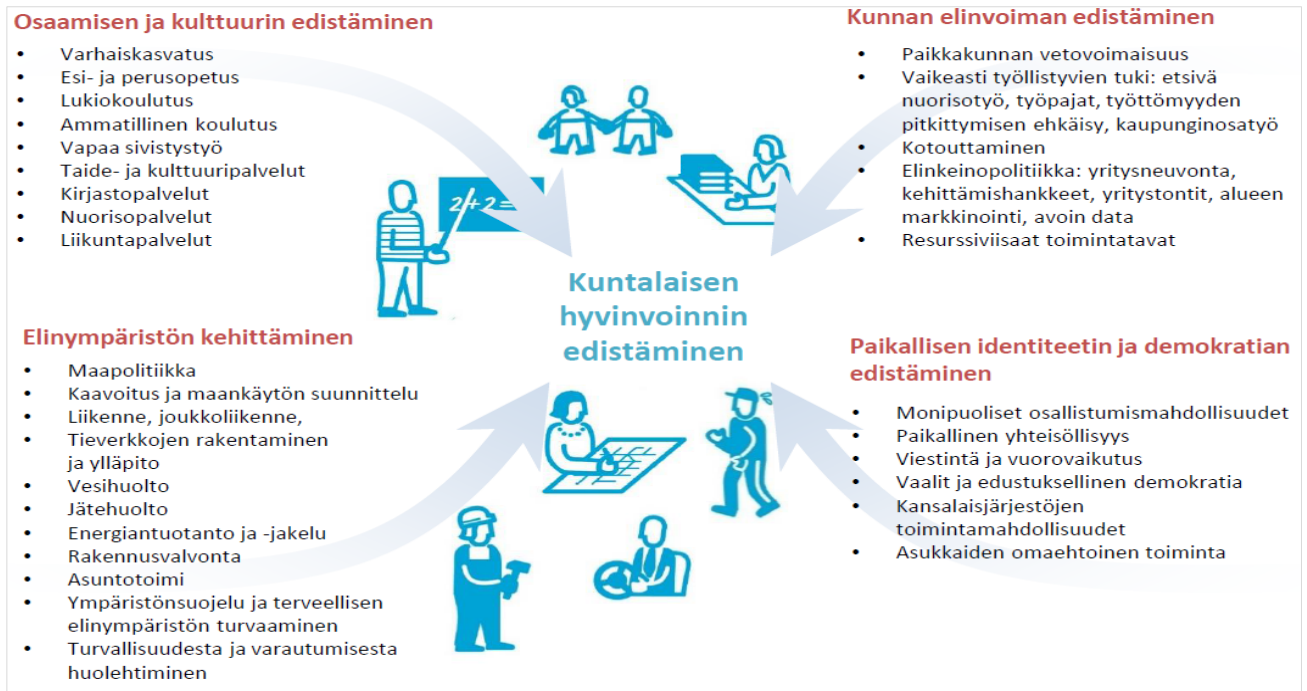 Osaamisen ja kulttuurin edistäminen
• Varhaiskasvatus
• Esi- ja perusopetus
• Lukiokoulutus
• Ammatillinen koulutus
• Vapaa sivistystyö
• Taide- ja kulttuuripalvelut
• Kirjastopalvelut
• Nuorisopalvelut
• Liikuntapalvelut
2+2=
Kunnan elinvoiman edistäminen
• Paikkakunnan vetovoimaisuus
• Vaikeasti työllistyvien tuki: etsivä
nuorisotyö, työpajat, työttömyyden
pitkittymisen ehkäisy, kaupunginosatyö
• Kotouttaminen
• Elinkeinopolitiikka: yritysneuvonta,
kehittämishankkeet, yritystontit, alueen
markkinointi, avoin data
• Resurssiviisaat toimintatavat
Kuntalaisen
hyvinvoinnin
edistäminen
Elinympäristön kehittäminen
• Maapolitiikka
• Kaavoitus ja maankäytön suunnittelu
• Liikenne, joukkoliikenne,
• Tieverkkojen rakentaminen
ja ylläpito
• Vesihuolto
• Jätehuolto
• Energiantuotanto ja -jakelu
• Rakennusvalvonta
• Asuntotoimi
• Ympäristönsuojelu ja terveellisen
elinympäristön turvaaminen
• Turvallisuudesta ja varautumisesta
huolehtiminen
Paikallisen identiteetin ja demokratian
edistäminen
• Monipuoliset osallistumismahdollisuudet
• Paikallinen yhteisöllisyys
• Viestintä ja vuorovaikutus
• Vaalit ja edustuksellinen demokratia
• Kansalaisjärjestöjen
toimintamahdollisuudet
• Asukkaiden omaehtoinen toiminta